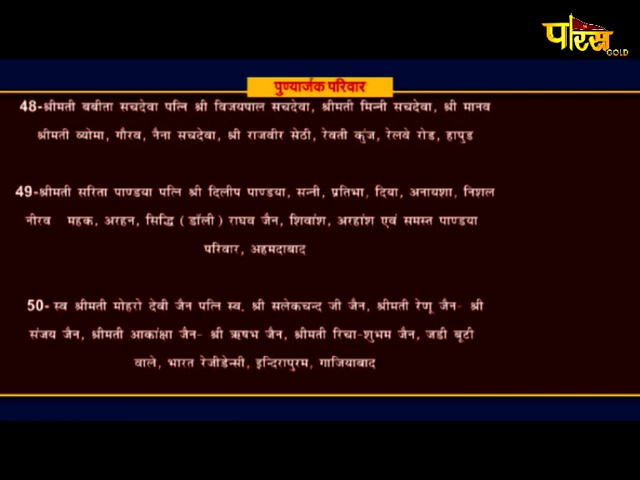 पारस
GOLD
पुण्यार्जक परिवार
48-श्रीमती बबीता सचदेवा पत्नि श्री विजयपाल सचदेवा, श्रीमती मिन्नी सचदेवा, श्री मानव
श्रीमती व्योमा, गौरव, नैना सचदेवा, श्री राजवीर सेठी, रेवती कुंज, रेलवे रोड, हापुड
49-श्रीमती सरिता पाण्डया पत्नि श्री दिलीप पाण्डया, सन्नी, प्रतिभा, दिया, अनायशा, निशल
नीरव महक, अरहन, सिद्धि (डॉली) राघव जैन, शिवांश, अरहांश एवं समस्त पाण्डया
परिवार, अहमदाबाद
50- स्व श्रीमती मोहरो देवी जैन पत्नि स्व. श्री सलेकचन्द जी जैन, श्रीमती रेणू जैन- श्री
संजय जैन, श्रीमती आकांक्षा जैन- श्री ऋषभ जैन, श्रीमती रिचा-शुभम जैन, जडी बूटी
वाले, भारत रेजीडेन्सी, इन्दिरापुरम, गाजियाबाद